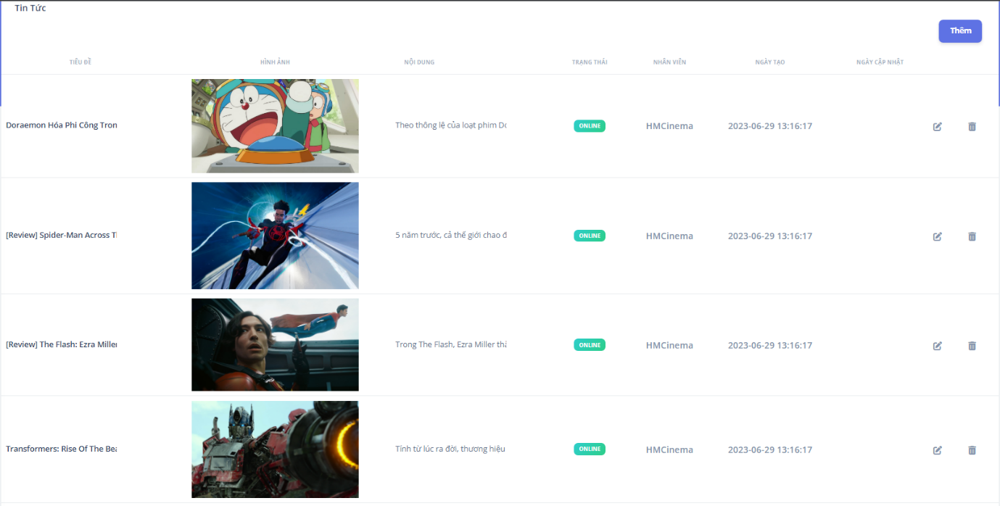 Tin Tức
Thêm
TIÊU ĐỀ HÌNH ẢNH NỘI DUNG TRẠNG THÁI NHÂN VIÊN NGÀY TẠO NGÀY CẬP NHẬT
Doraemon Hóa Phi Công Tron Theo thông lệ của loạt phim Do ONLINE HMCinema 2023-06-29 13:16:17
[Review] Spider-Man Across T 5 năm trước, cả thế giới chao đ ONLINE HMCinema 2023-06-29 13:16:17
[Review] The Flash: Ezra Miller Trong The Flash, Ezra Miller thà ONLINE HMCinema 2023-06-29 13:16:17
Transformers: Rise Of The Bea Tính từ lúc ra đời, thương hiệu ONLINE HMCinema 2023-06-29 13:16:17